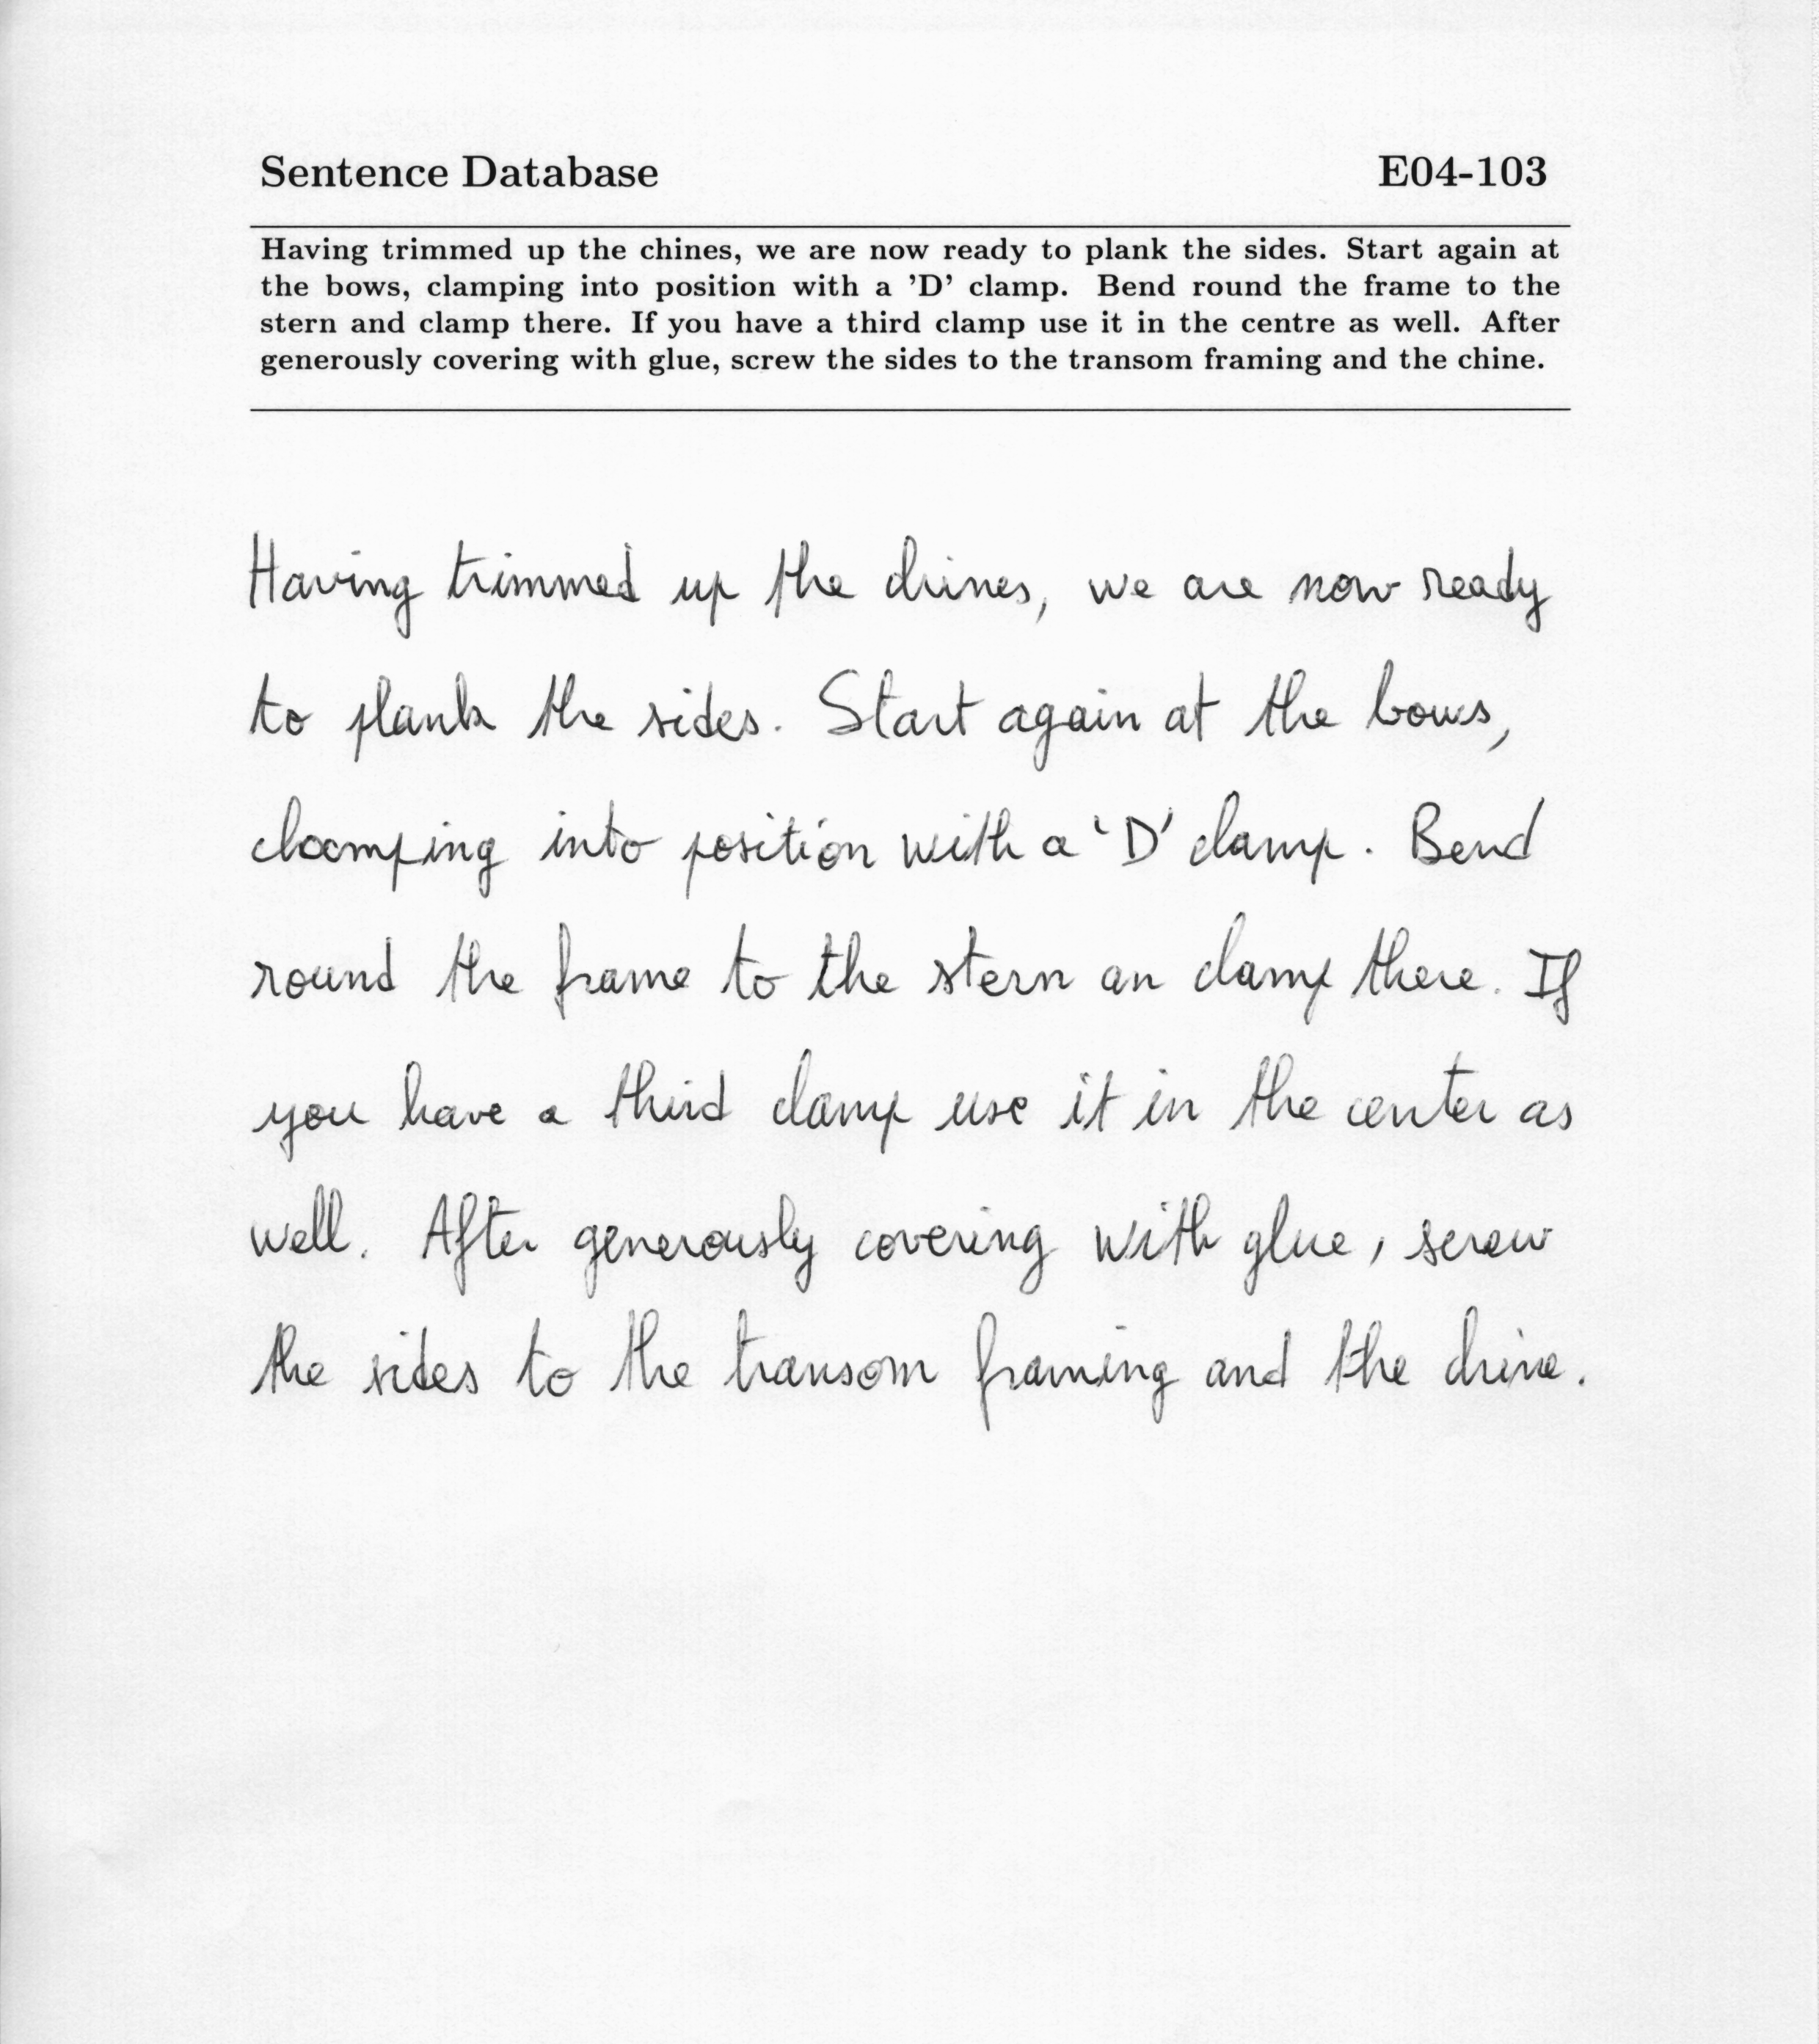 Sentence Database E04-103
Having trimmed up the chines, we are now ready to plank the sides. Start again at
the bows, clamping into position with a 'D' clamp. Bend round the frame to the
stern and clamp there. If you have a third clamp use it in the centre as well. After
generously covering with glue, screw the sides to the transom framing and the chine.
Having trimmed up the chines, we are now ready
to plank the sides. Start again at the bows,
clamping into position with a 'D' clamp. Bend
round the frame to the stern an clamp there. If
you have a third clamp use it in the center as
well. After generously covering with glue, screw
the sides to the transom framing and the chine.